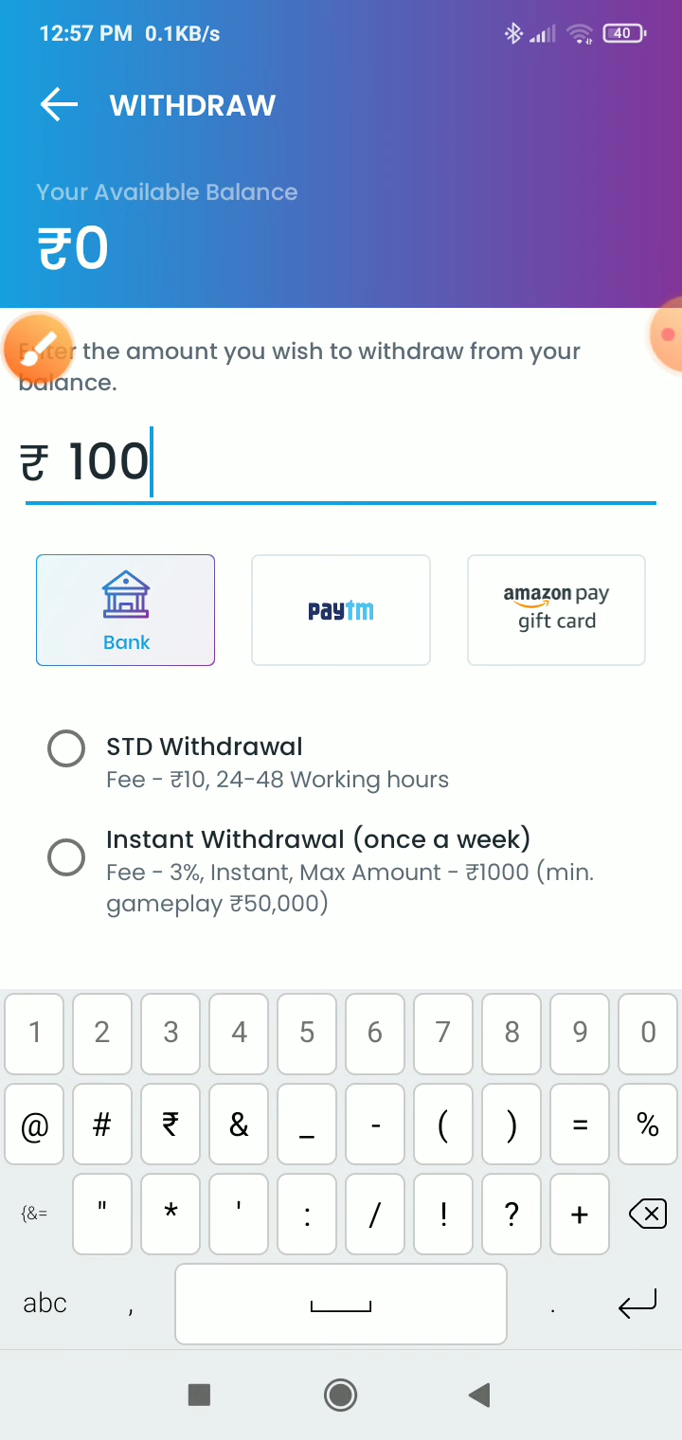 12:57 PM 0.1KB/s 40
WITHDRAW
Your Available Balance
₹0
Enter the amount you wish to withdraw from your
balance.
₹ 100
Bank
paytm
amazon pay
gift card
STD Withdrawal
Fee - ₹10, 24-48 Working hours
Instant Withdrawal (once a week)
Fee - 3%, Instant, Max Amount - ₹1000 (min.
gameplay ₹50,000)
1 2 3 4 5 6 7 8 9 0
@ # ₹ & _ - ( ) = %
{&= " * ' : / ! ? +
abc , .